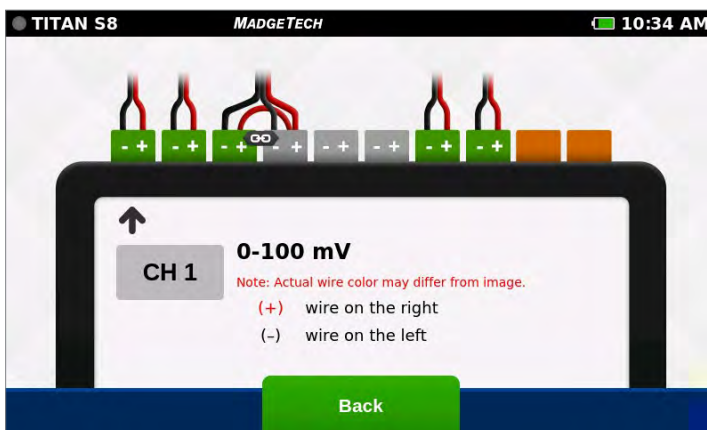 TITAN S8 MADGETECH 10:34 AM
- + - + - + - + - + - + - + - +
CH 1
0-100 mV
Note: Actual wire color may differ from image.
(+) wire on the right
(–) wire on the left
Back